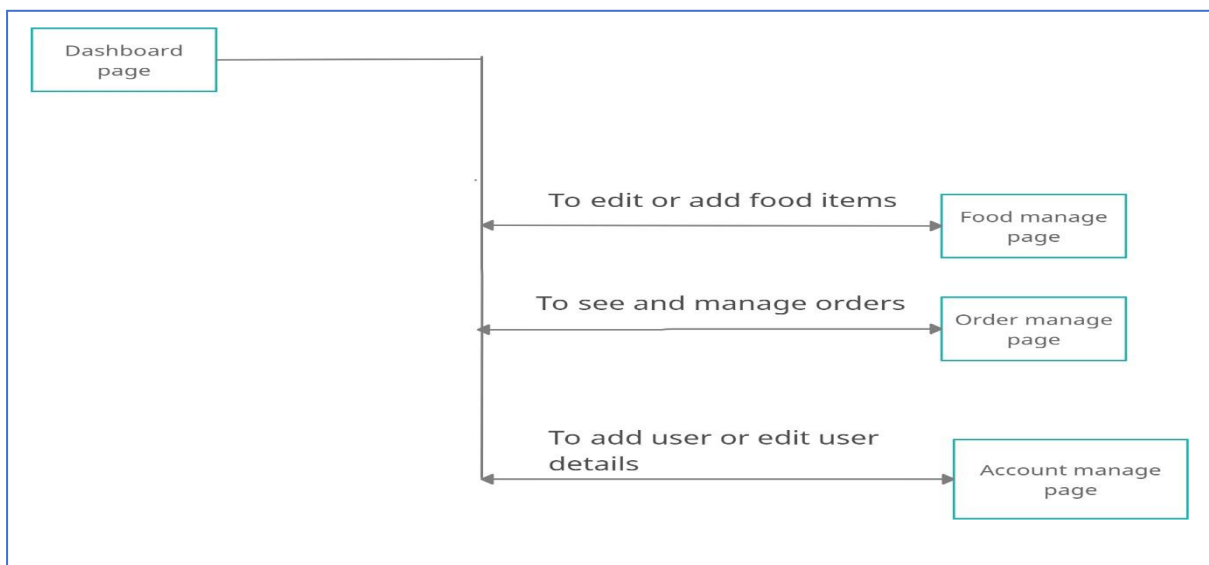 Dashboard
page
To edit or add food items
Food manage
page
To see and manage orders
Order manage
page
To add user or edit user
details
Account manage
page